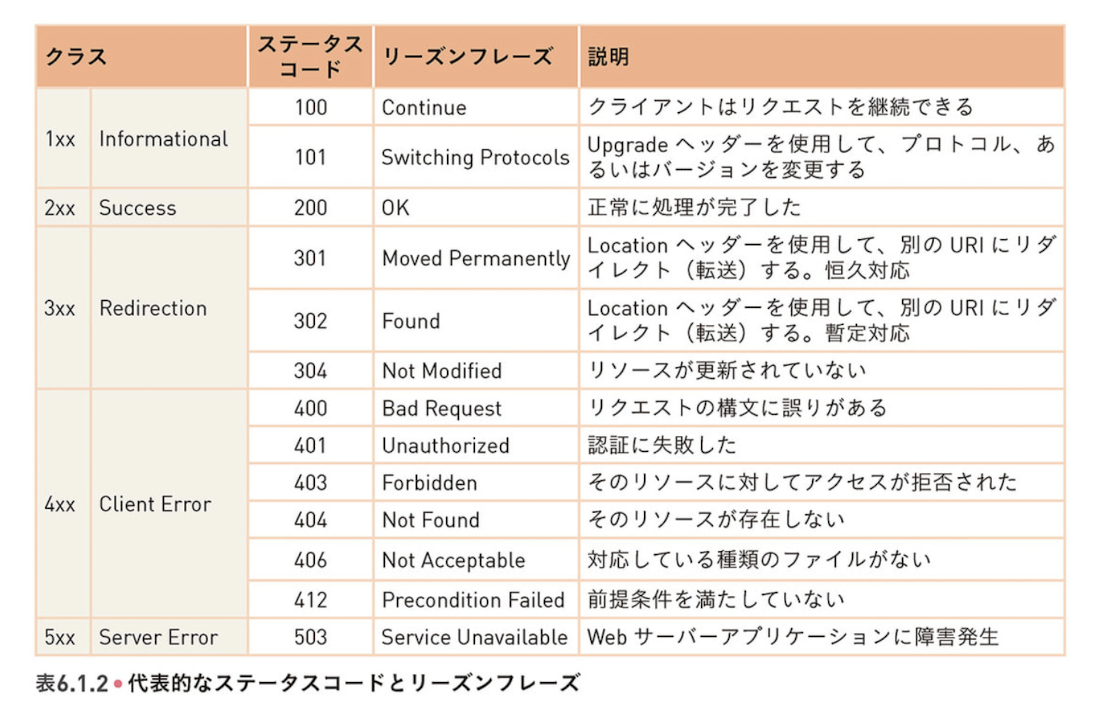 クラス ステータスコード リーズンフレーズ 説明
1xx Informational 100 Continue クライアントはリクエストを継続できる
101 Switching Protocols Upgrade ヘッダーを使用して、プロトコル、あ
るいはバージョンを変更する
2xx Success 200 OK 正常に処理が完了した
3xx Redirection 301 Moved Permanently Location ヘッダーを使用して、別の URI にリダ
イレクト（転送）する。恒久対応
302 Found Location ヘッダーを使用して、別の URI にリダ
イレクト（転送）する。暫定対応
304 Not Modified リソースが更新されていない
4xx Client Error 400 Bad Request リクエストの構文に誤りがある
401 Unauthorized 認証に失敗した
403 Forbidden そのリソースに対してアクセスが拒否された
404 Not Found そのリソースが存在しない
406 Not Acceptable 対応している種類のファイルがない
412 Precondition Failed 前提条件を満たしていない
5xx Server Error 503 Service Unavailable Web サーバーアプリケーションに障害発生
表6.1.2●代表的なステータスコードとリーズンフレーズ